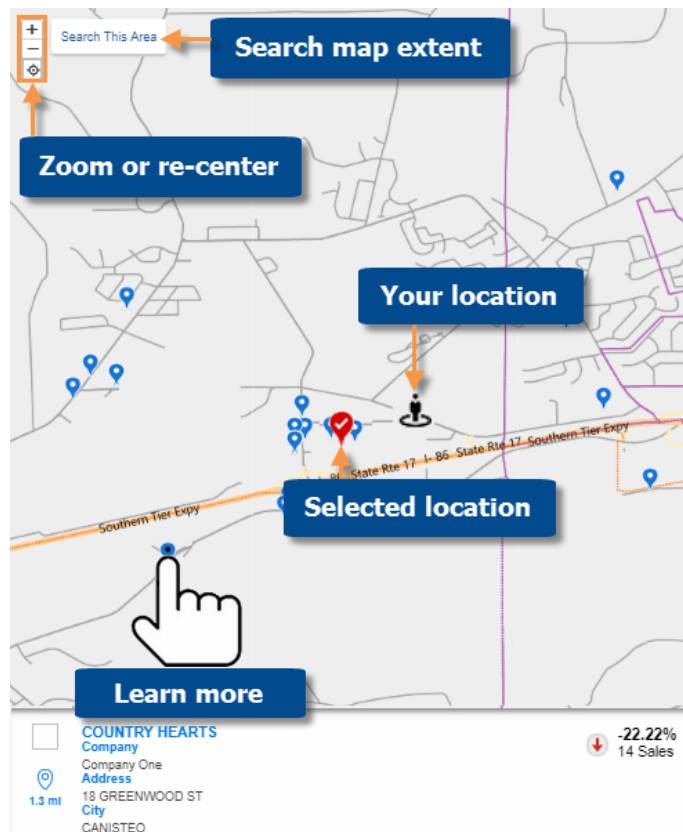 +
Search This Area
−
Search map extent
Zoom or re-center
Your location
State Rte 17 I- 86 State Rte 17 Southern Tier Expy
86
Selected location
Southern Tier Expy
Learn more
COUNTRY HEARTS
-22.22%
Company
14 Sales
Company One
Address
1.3 mi
18 GREENWOOD ST
City
CANISTEO